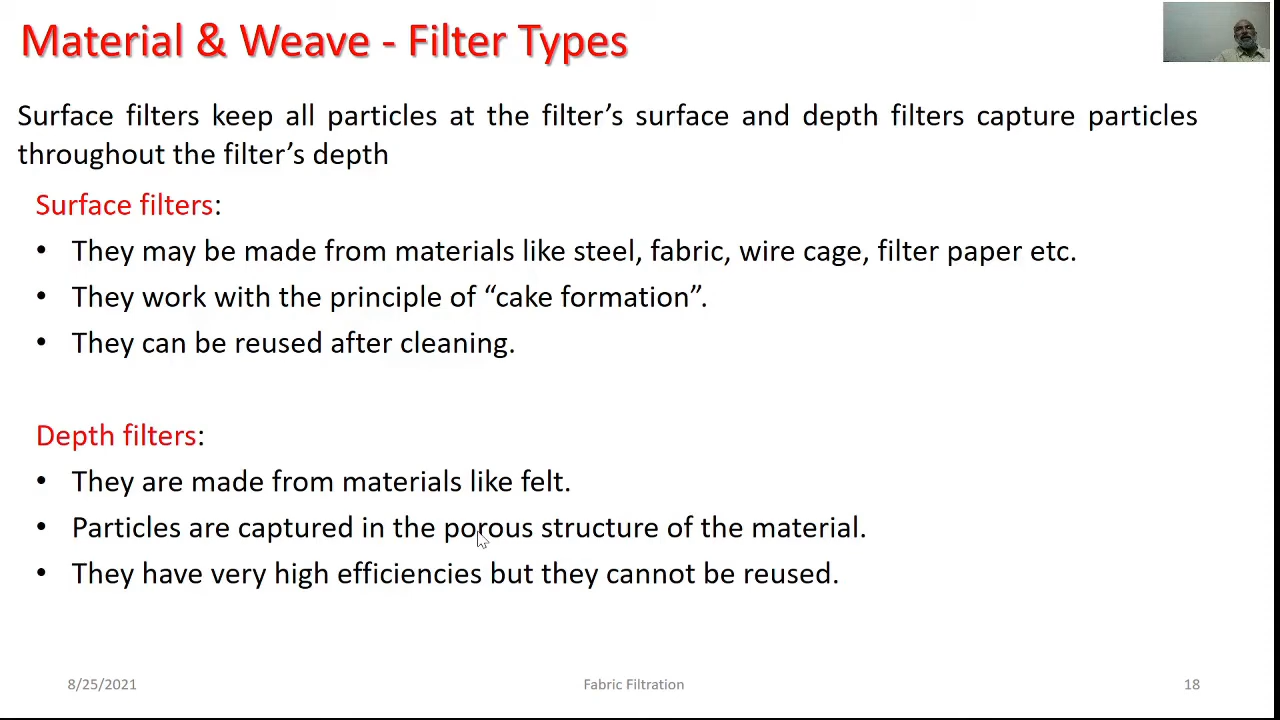 Material & Weave - Filter Types
Surface filters keep all particles at the filter’s surface and depth filters capture particles
throughout the filter’s depth
Surface filters:
• They may be made from materials like steel, fabric, wire cage, filter paper etc.
• They work with the principle of “cake formation”.
• They can be reused after cleaning.
Depth filters:
• They are made from materials like felt.
• Particles are captured in the porous structure of the material.
• They have very high efficiencies but they cannot be reused.
8/25/2021 Fabric Filtration 18